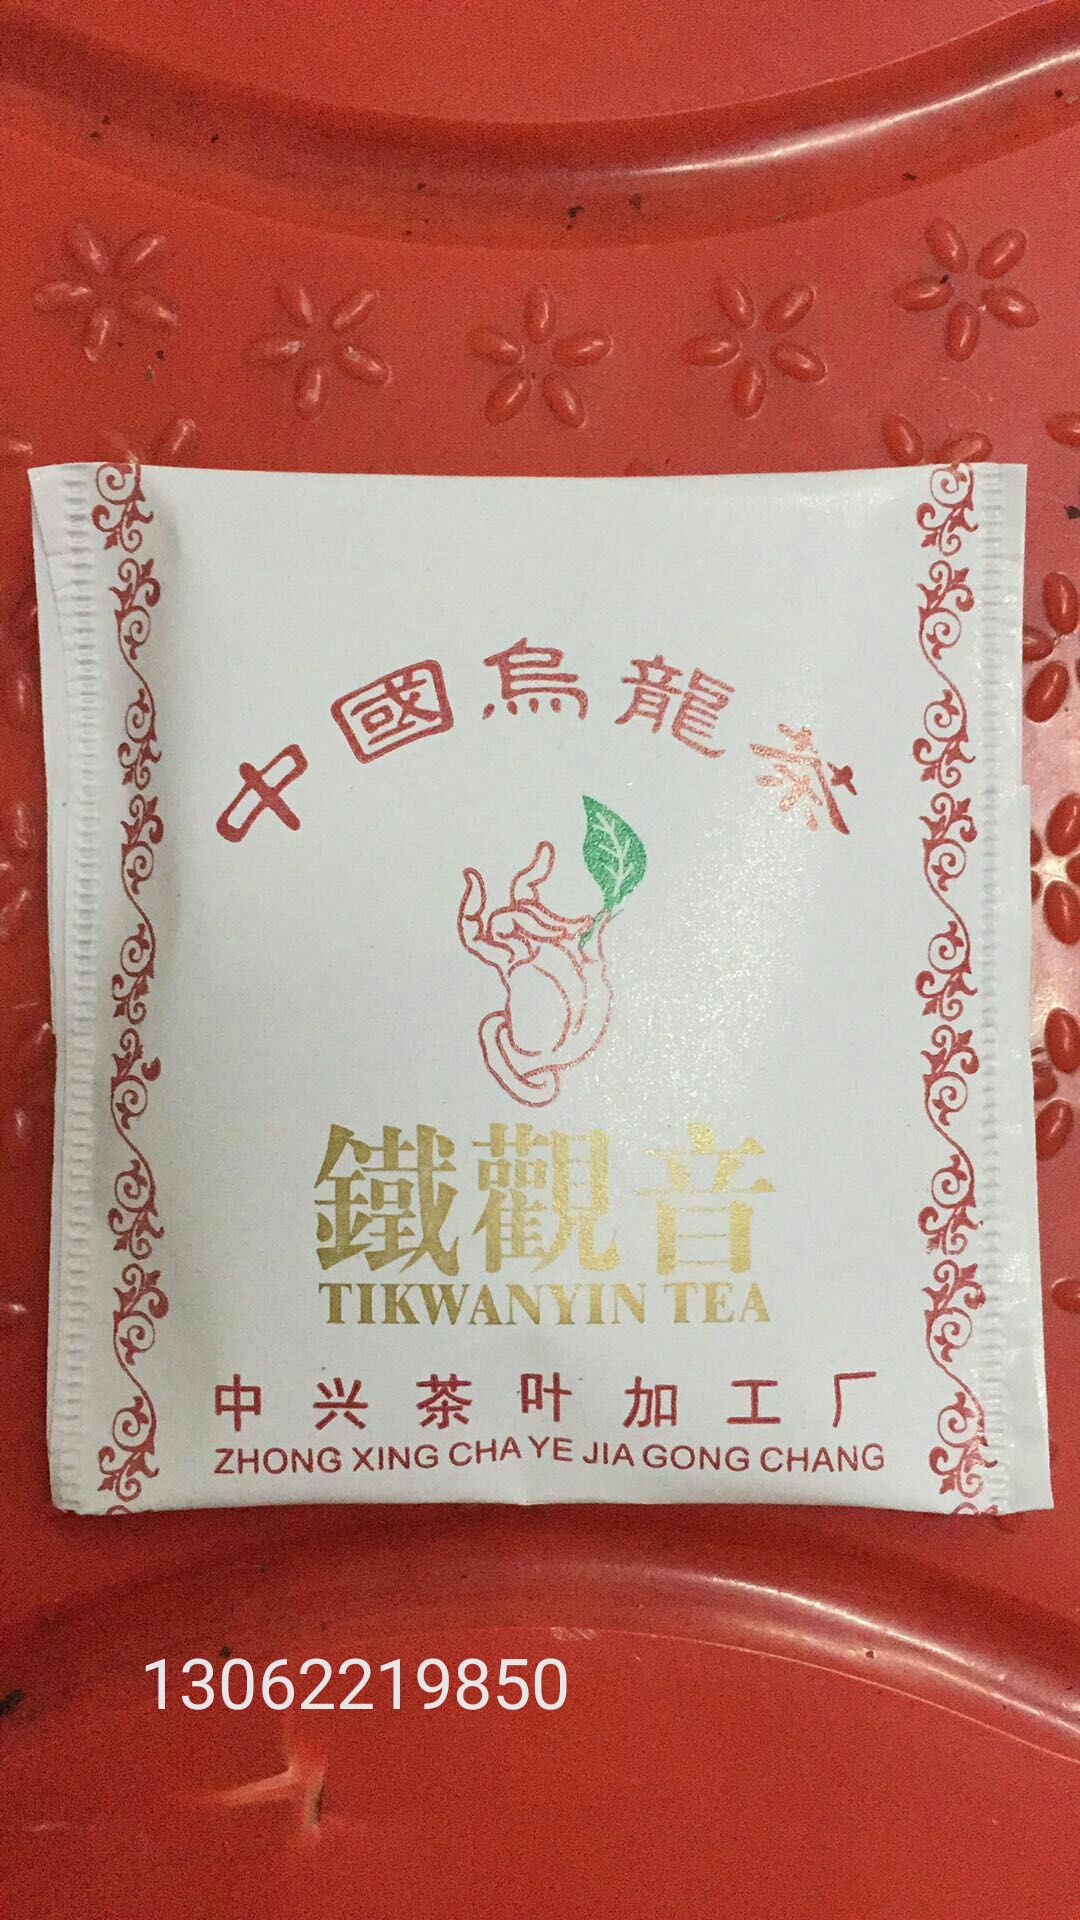 中國烏龍茶
鐵觀音
TIKWANYIN TEA
中兴茶叶加工厂
ZHONG XING CHA YE JIA GONG CHANG
13062219850